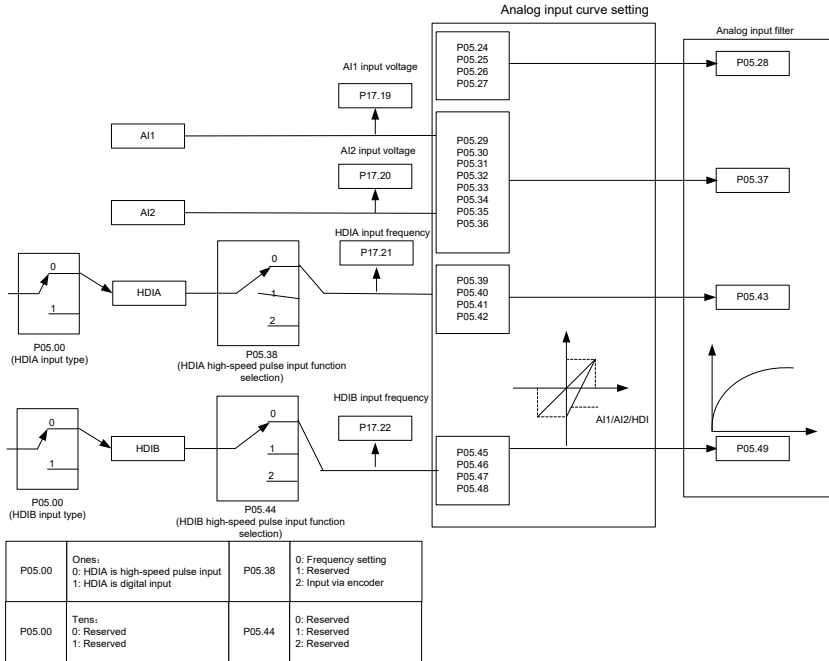 Analog input curve setting
Analog input filter
P05.24
P05.25
P05.26
P05.27
P05.28
AI1 input voltage
P17.19
AI1
AI2 input voltage
P17.20
AI2
P05.29
P05.30
P05.31
P05.32
P05.33
P05.34
P05.35
P05.36
P05.37
HDIA input frequency
P17.21
0
1
HDIA
0
1
2
P05.39
P05.40
P05.41
P05.42
P05.43
P05.00
(HDIA input type)
P05.38
(HDIA high-speed pulse input function
selection)
HDIB input frequency
P17.22
AI1/AI2/HDI
0
1
HDIB
0
1
2
P05.45
P05.46
P05.47
P05.48
P05.49
P05.00
(HDIB input type)
P05.44
(HDIB high-speed pulse input function
selection)
P05.00
Ones:
0: HDIA is high-speed pulse input
1: HDIA is digital input
P05.38
0: Frequency setting
1: Reserved
2: Input via encoder
P05.00
Tens:
0: Reserved
1: Reserved
P05.44
0: Reserved
1: Reserved
2: Reserved